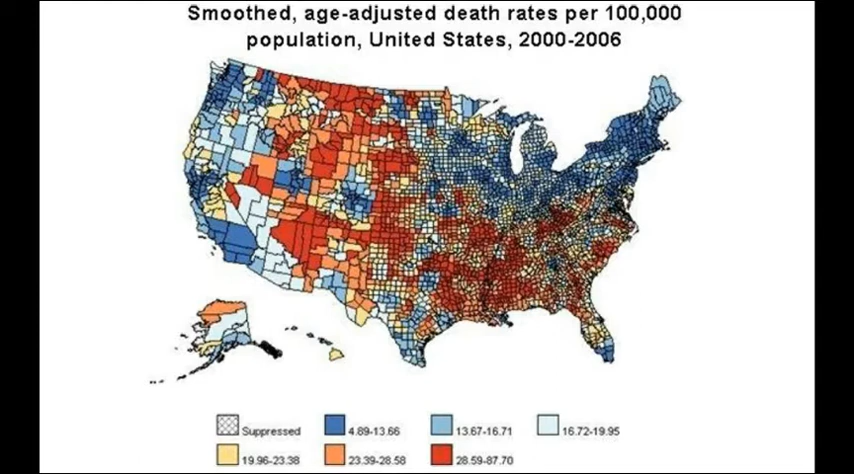 Smoothed, age-adjusted death rates per 100,000
population, United States, 2000-2006
Suppressed 4.89-13.66 13.67-16.71 16.72-19.95
19.96-23.38 23.39-28.58 28.59-87.70